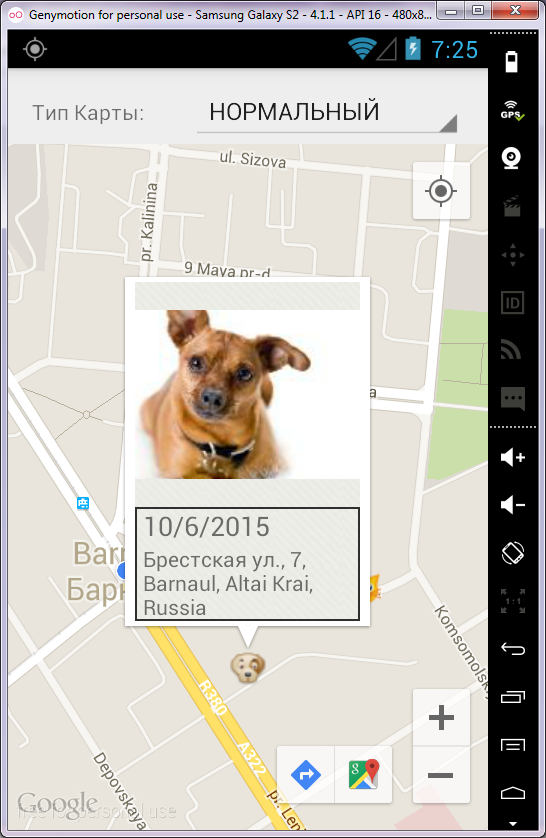 Genymotion for personal use - Samsung Galaxy S2 - 4.1.1 - API 16 - 480x8...
7:25
GPS
Тип Карты:
НОРМАЛЬНЫЙ
ul. Sizova
pr. Kalinina
9 Maya pr-d
ID
a
10/6/2015
Брестская ул., 7,
Barnaul, Altai Krai,
Russia
Barn
Барн
1:1
Komsomolsk
R380
A322
pr. Len
Depovskaya
Google
free for personal use